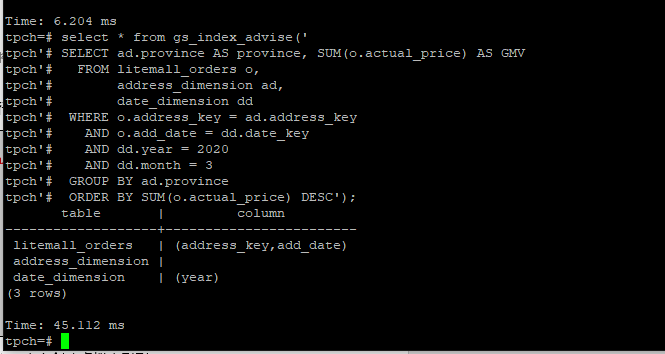 Time: 6.204 ms
tpch=# select * from gs_index_advise('
tpch'# SELECT ad.province AS province, SUM(o.actual_price) AS GMV
tpch'#   FROM litemall_orders o,
tpch'#        address_dimension ad,
tpch'#        date_dimension dd
tpch'#  WHERE o.address_key = ad.address_key
tpch'#    AND o.add_date = dd.date_key
tpch'#    AND dd.year = 2020
tpch'#    AND dd.month = 3
tpch'#  GROUP BY ad.province
tpch'#  ORDER BY SUM(o.actual_price) DESC');
       table       |         column
-------------------+------------------------
 litemall_orders   | (address_key,add_date)
 address_dimension |
 date_dimension    | (year)
(3 rows)
Time: 45.112 ms
tpch=#